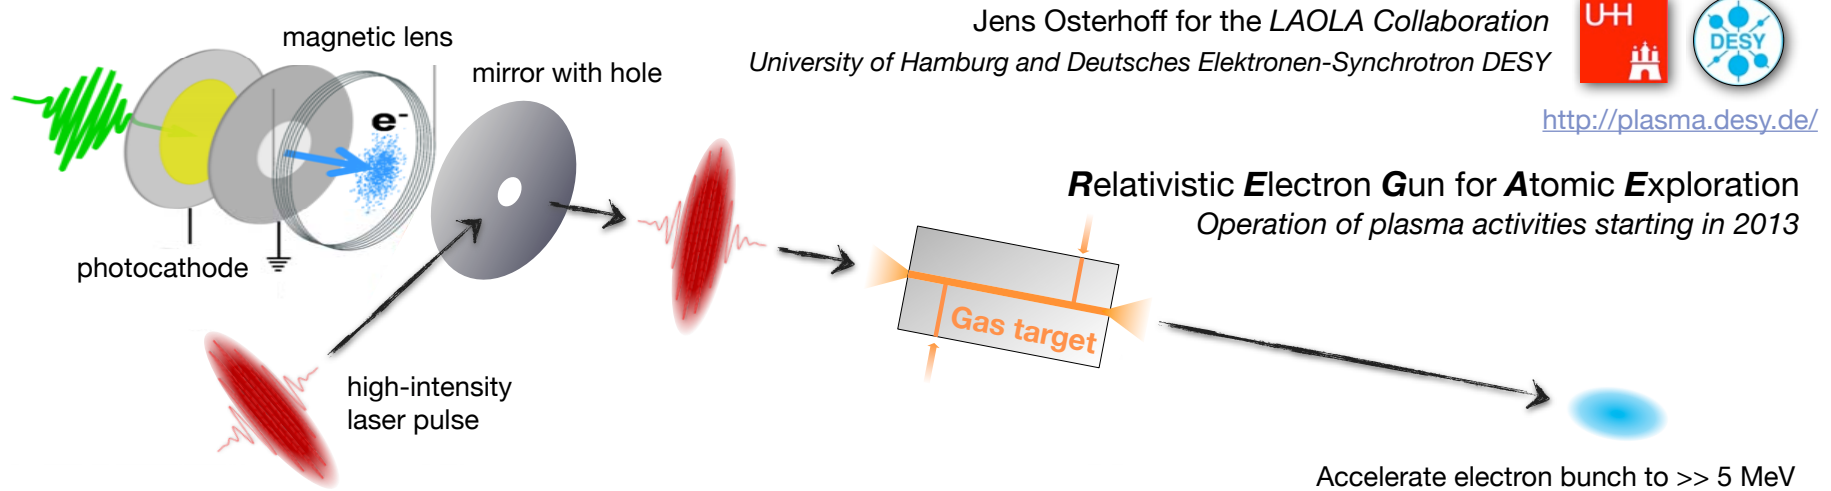 Jens Osterhoff for the LAOLA Collaboration
University of Hamburg and Deutsches Elektronen-Synchrotron DESY
UHH
DESY
http://plasma.desy.de/
magnetic lens
mirror with hole
e-
photocathode
Relativistic Electron Gun for Atomic Exploration
Operation of plasma activities starting in 2013
Gas target
high-intensity
laser pulse
Accelerate electron bunch to >> 5 MeV